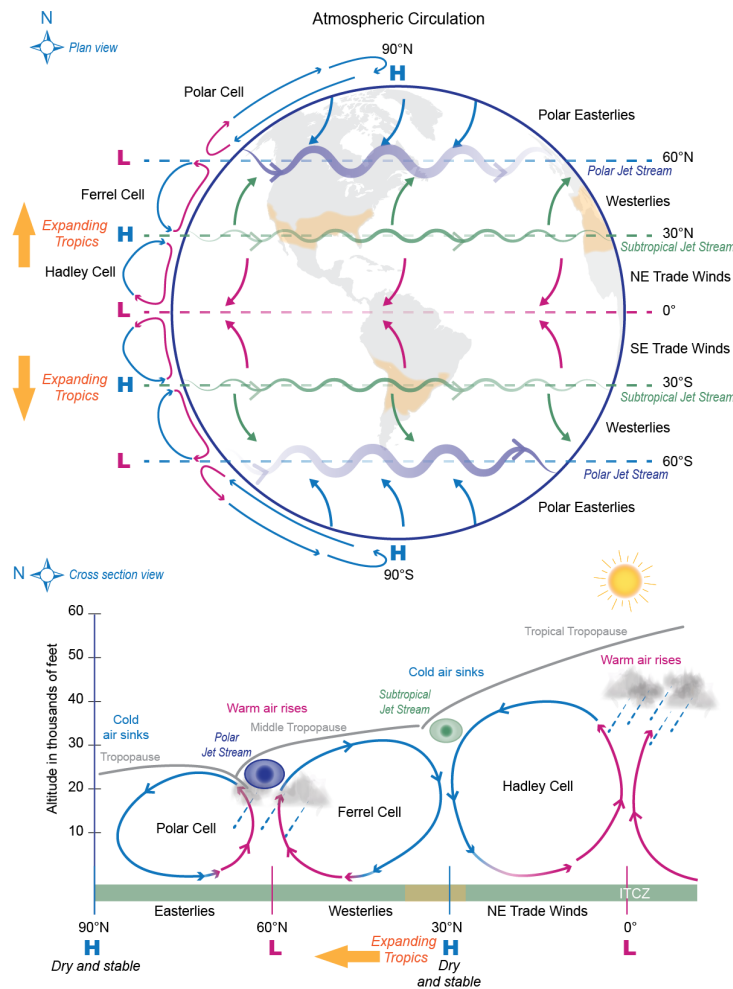 Atmospheric Circulation
N
Plan view
90°N
H
Polar Cell
Polar Easterlies
L
60°N
Polar Jet Stream
Ferrel Cell
Westerlies
Expanding
Tropics
H
30°N
Subtropical Jet Stream
Hadley Cell
NE Trade Winds
L
0°
SE Trade Winds
Expanding
Tropics
H
30°S
Subtropical Jet Stream
Westerlies
L
60°S
Polar Jet Stream
Polar Easterlies
H
90°S
N
Cross section view
60
50
40
30
20
10
Altitude in thousands of feet
Tropical Tropopause
Warm air rises
Cold air sinks
Subtropical
Jet Stream
Warm air rises
Middle Tropopause
Cold
air sinks
Polar
Jet Stream
Tropopause
Polar Cell
Ferrel Cell
Hadley Cell
ITCZ
Easterlies
Westerlies
NE Trade Winds
90°N
60°N
30°N
0°
H
L
H
L
Expanding
Tropics
Dry and stable
Dry
and stable